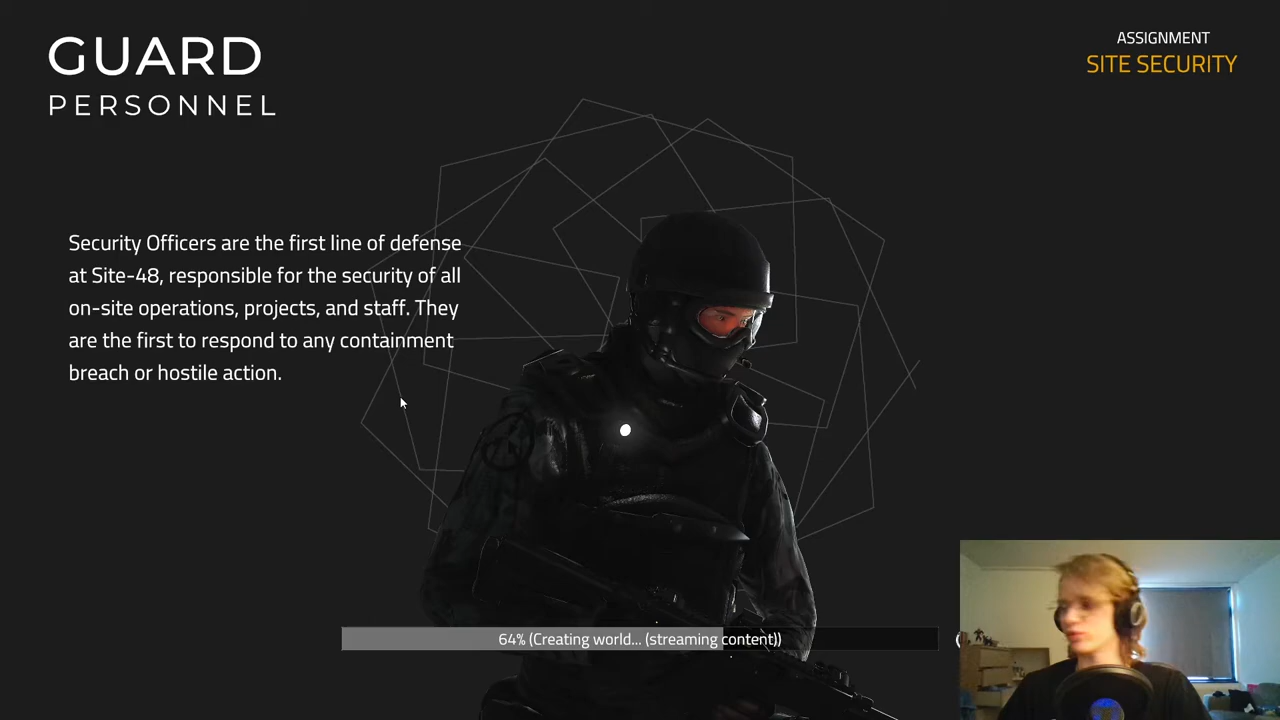 GUARD
PERSONNEL
ASSIGNMENT
SITE SECURITY
Security Officers are the first line of defense
at Site-48, responsible for the security of all
on-site operations, projects, and staff. They
are the first to respond to any containment
breach or hostile action.
64% (Creating world... (streaming content))